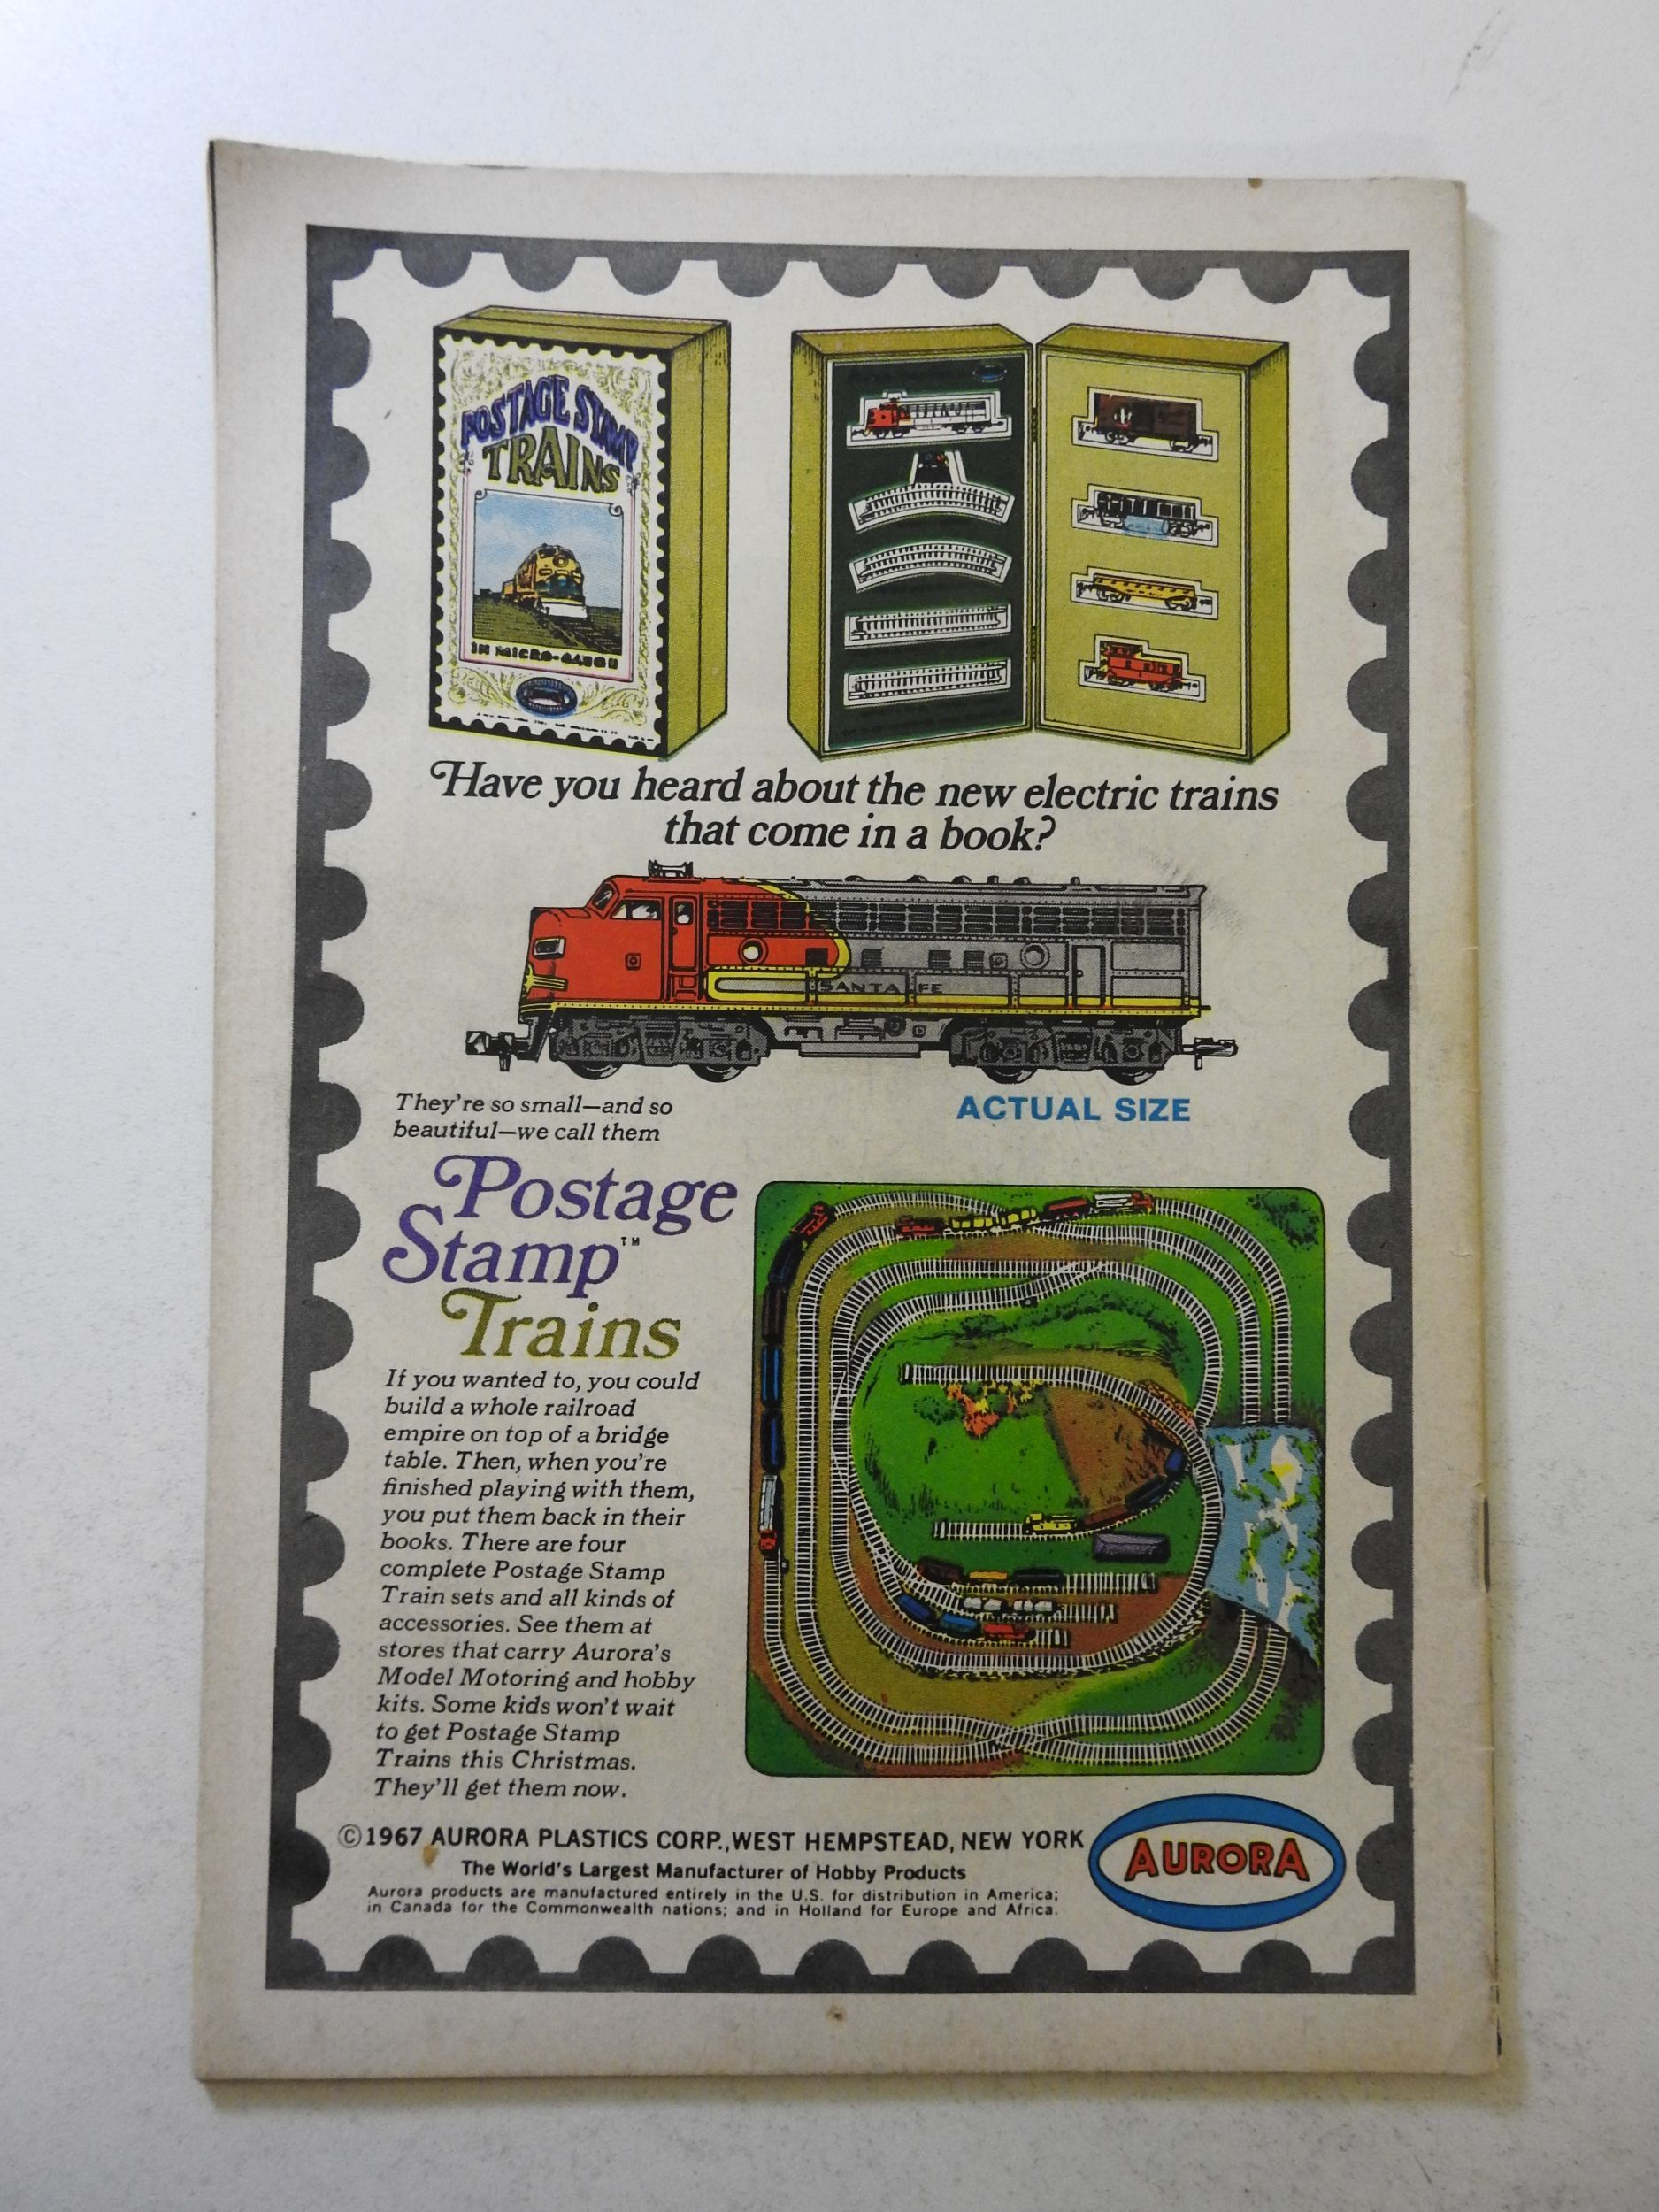 POSTAGE STAMP
TRAINS
IN MICRO-GAUGE
Have you heard about the new electric trains
that come in a book?
SANTA FE
They're so small—and so
beautiful—we call them
ACTUAL SIZE
Postage
Stamp™
Trains
If you wanted to, you could
build a whole railroad
empire on top of a bridge
table. Then, when you're
finished playing with them,
you put them back in their
books. There are four
complete Postage Stamp
Train sets and all kinds of
accessories. See them at
stores that carry Aurora's
Model Motoring and hobby
kits. Some kids won't wait
to get Postage Stamp
Trains this Christmas.
They'll get them now.
©1967 AURORA PLASTICS CORP., WEST HEMPSTEAD, NEW YORK
The World's Largest Manufacturer of Hobby Products
Aurora products are manufactured entirely in the U.S. for distribution in America;
in Canada for the Commonwealth nations; and in Holland for Europe and Africa.
AURORA